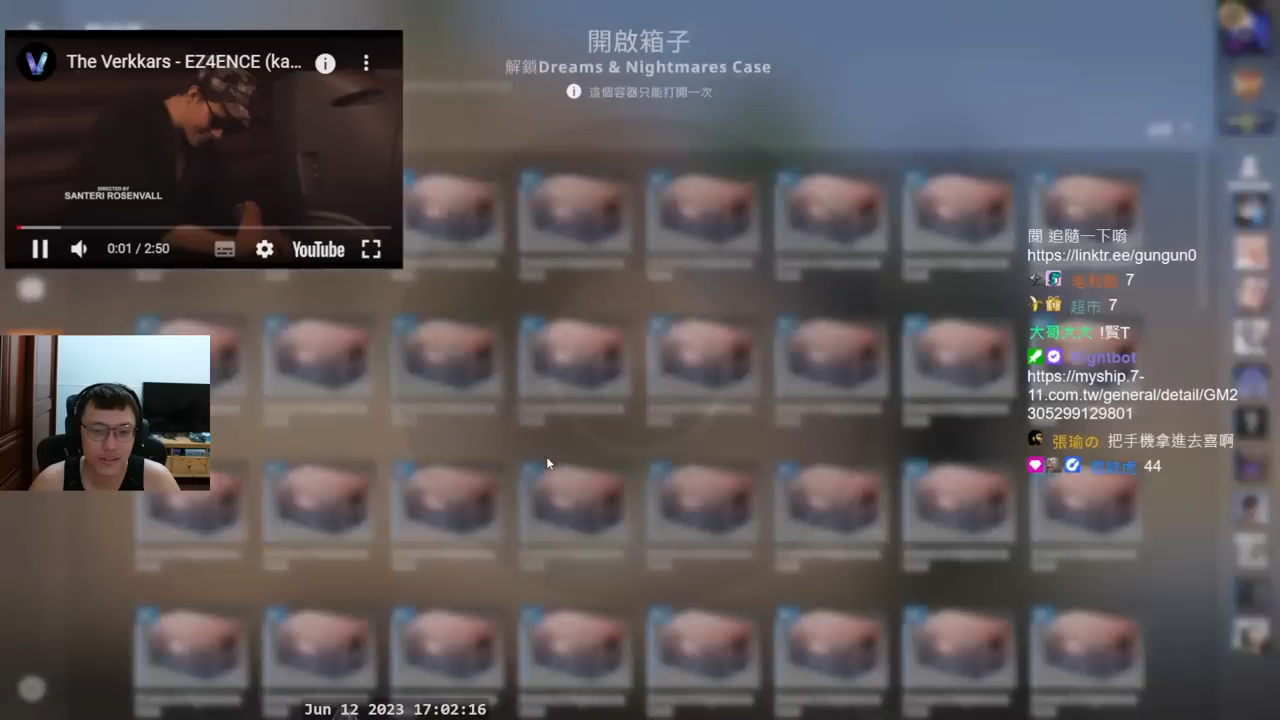 The Verkkars - EZ4ENCE (ka...
DIRECTED BY
SANTERI ROSENVALL
0:01 / 2:50
YouTube
開啟箱子
解鎖Dreams & Nightmares Case
這個容器只能打開一次
閱 追隨一下唷
https://linktr.ee/gungun0
7
超市 7
大哥大大 !賢T
Nightbot
https://myship.7-
11.com.tw/general/detail/GM2
305299129801
張瑜の 把手機拿進去喜啊
44
Jun 12 2023 17:02:16